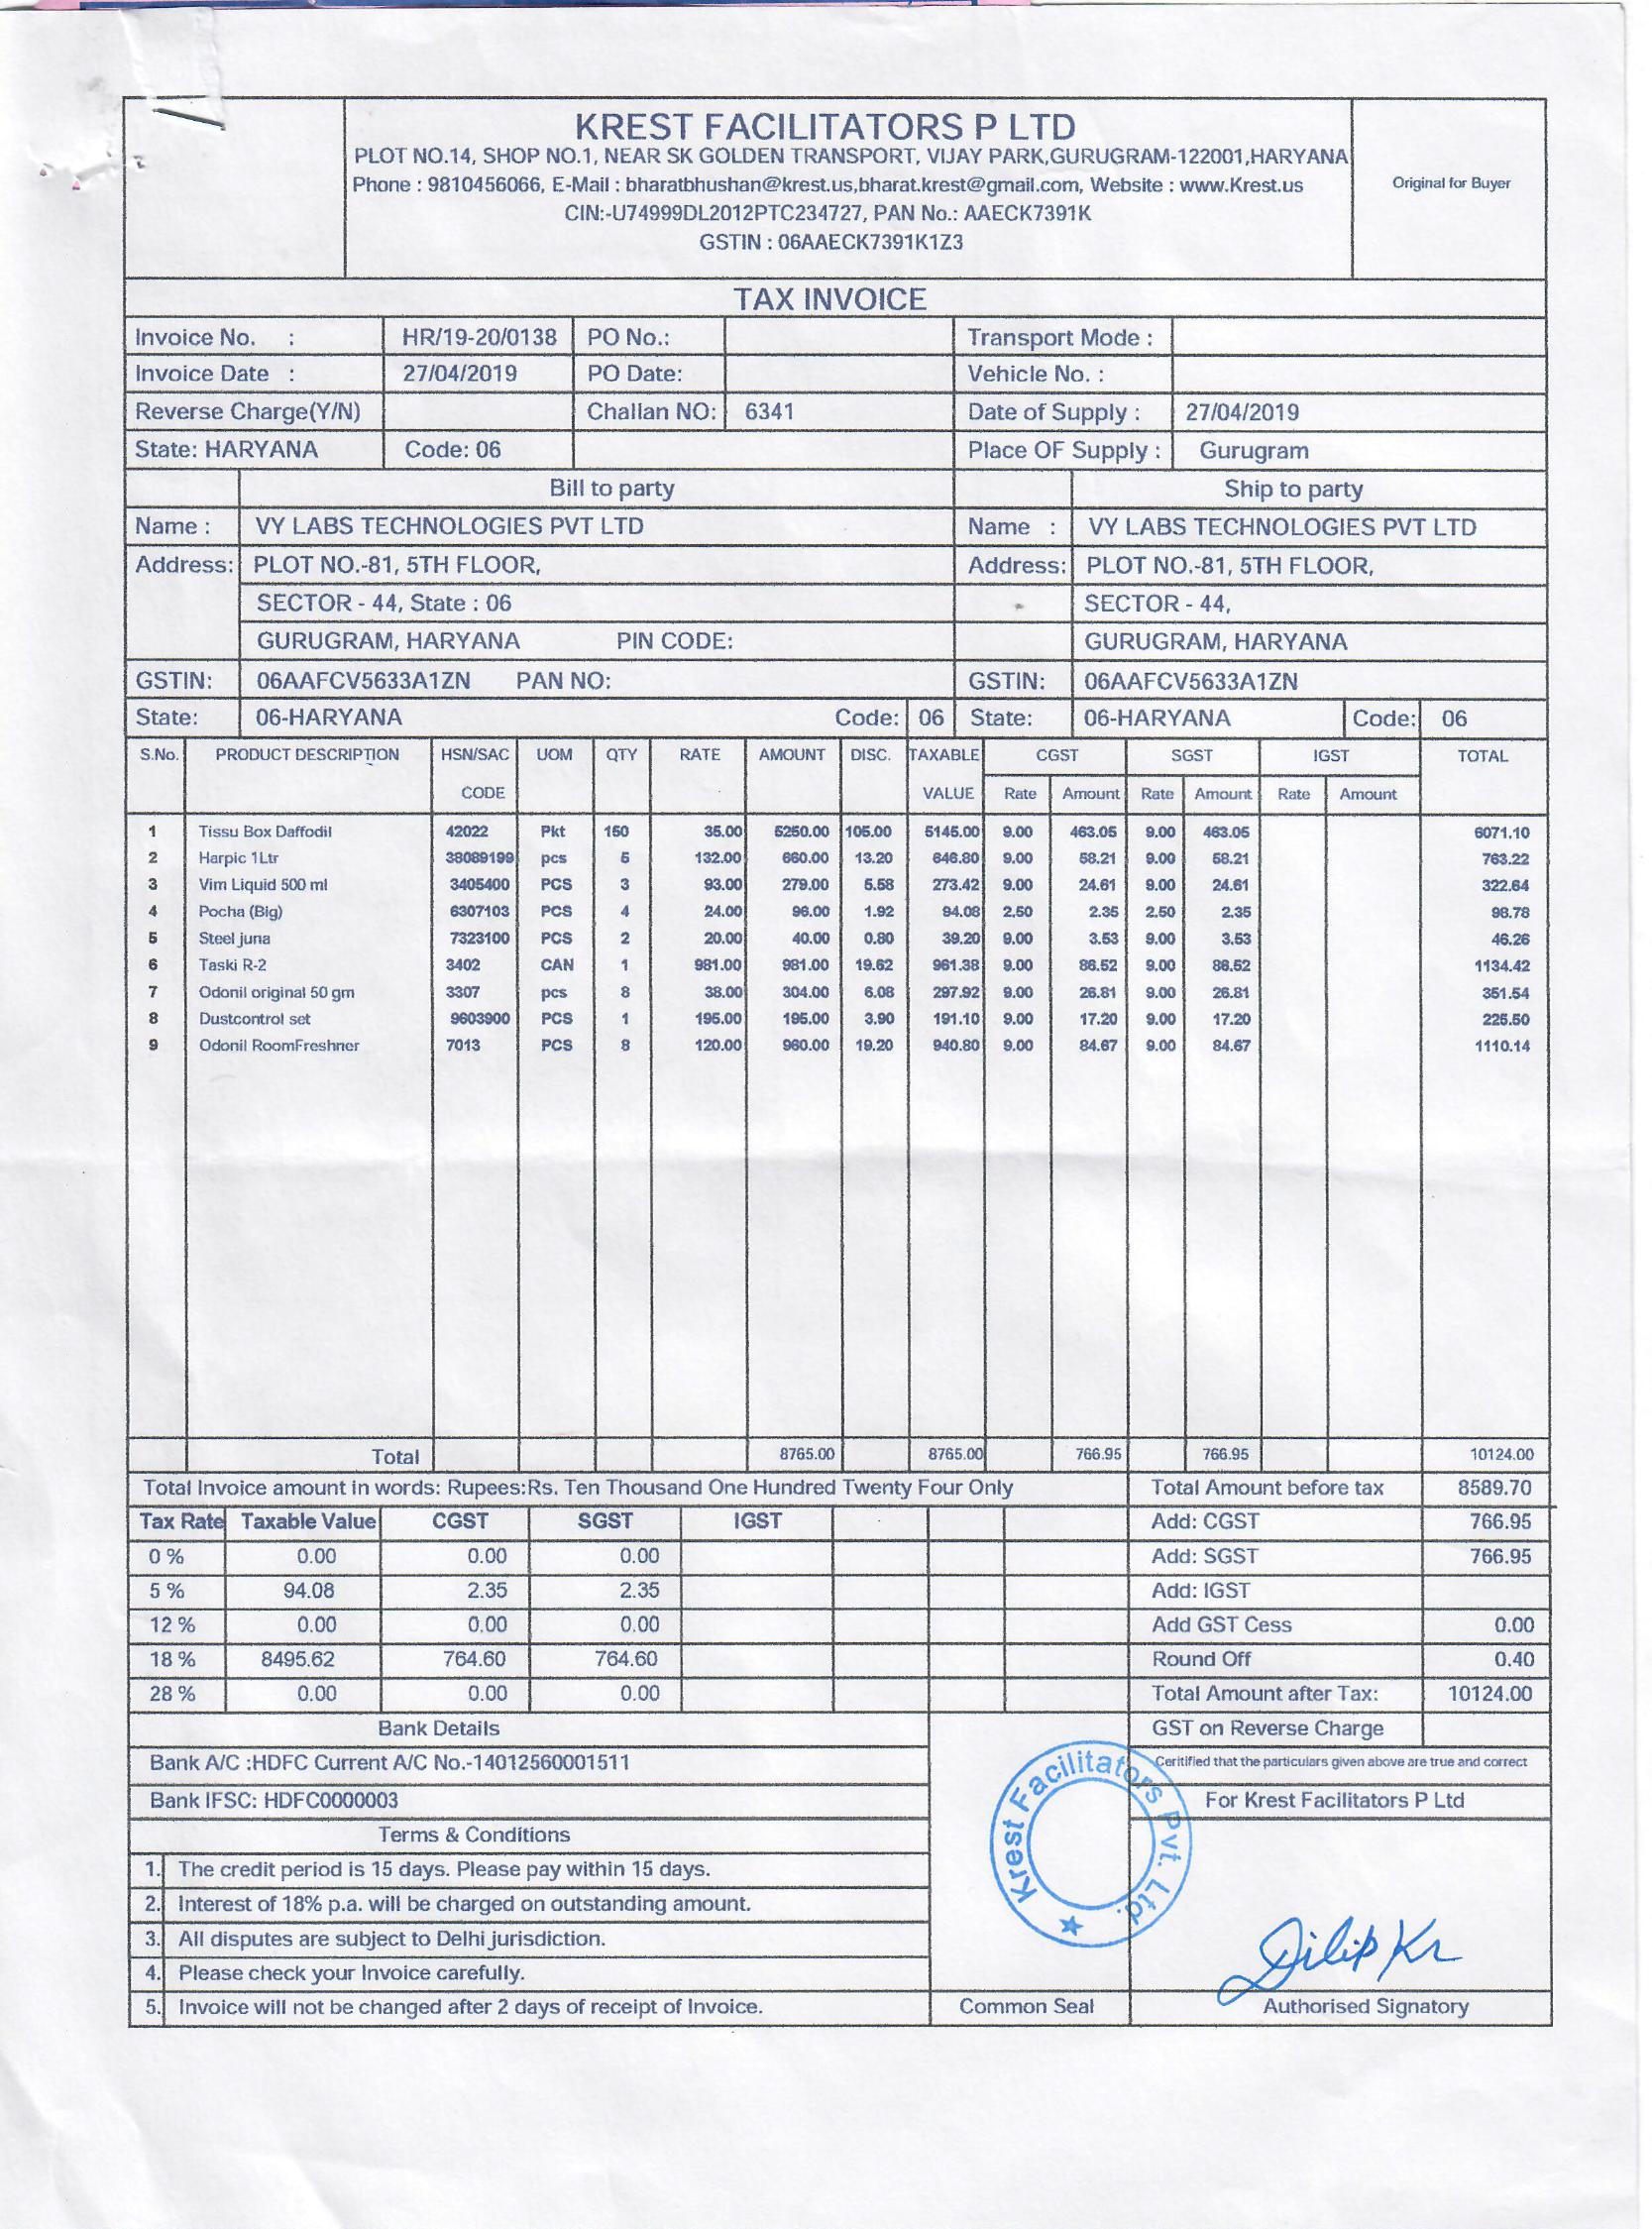 KREST FACILITATORS P LTD
PLOT NO.14, SHOP NO.1, NEAR SK GOLDEN TRANSPORT, VIJAY PARK,GURUGRAM-122001,HARYANA
Phone : 9810456066, E-Mail : bharatbhushan@krest.us,bharat.krest@gmail.com, Website : www.Krest.us
CIN:-U74999DL2012PTC234727, PAN No.: AAECK7391K
GSTIN : 06AAECK7391K1Z3
Original for Buyer
TAX INVOICE
Invoice No. : HR/19-20/0138 PO No.: Transport Mode :
Invoice Date : 27/04/2019 PO Date: Vehicle No. :
Reverse Charge(Y/N) Challan NO: 6341 Date of Supply : 27/04/2019
State: HARYANA Code: 06 Place OF Supply : Gurugram
Bill to party Ship to party
Name : VY LABS TECHNOLOGIES PVT LTD Name : VY LABS TECHNOLOGIES PVT LTD
Address: PLOT NO.-81, 5TH FLOOR, Address: PLOT NO.-81, 5TH FLOOR,
SECTOR - 44, State : 06 SECTOR - 44,
GURUGRAM, HARYANA PIN CODE: GURUGRAM, HARYANA
GSTIN: 06AAFCV5633A1ZN PAN NO: GSTIN: 06AAFCV5633A1ZN
State: 06-HARYANA Code: 06 State: 06-HARYANA Code: 06
S.No. PRODUCT DESCRIPTION HSN/SAC UOM QTY RATE AMOUNT DISC. TAXABLE CGST SGST IGST TOTAL
CODE VALUE Rate Amount Rate Amount Rate Amount
1 Tissu Box Daffodil 42022 Pkt 150 35.00 5250.00 105.00 5145.00 9.00 463.05 9.00 463.05 6071.10
2 Harpic 1Ltr 38089199 pcs 5 132.00 660.00 13.20 646.80 9.00 58.21 9.00 58.21 763.22
3 Vim Liquid 500 ml 3405400 PCS 3 93.00 279.00 5.58 273.42 9.00 24.61 9.00 24.61 322.64
4 Pocha (Big) 6307103 PCS 4 24.00 96.00 1.92 94.08 2.50 2.35 2.50 2.35 98.78
5 Steel juna 7323100 PCS 2 20.00 40.00 0.80 39.20 9.00 3.53 9.00 3.53 46.26
6 Taski R-2 3402 CAN 1 981.00 981.00 19.62 961.38 9.00 86.52 9.00 86.52 1134.42
7 Odonil original 50 gm 3307 pcs 8 38.00 304.00 6.08 297.92 9.00 26.81 9.00 26.81 351.54
8 Dustcontrol set 9603900 PCS 1 195.00 195.00 3.90 191.10 9.00 17.20 9.00 17.20 225.50
9 Odonil RoomFreshner 7013 PCS 8 120.00 960.00 19.20 940.80 9.00 84.67 9.00 84.67 1110.14
Total 8765.00 8765.00 766.95 766.95 10124.00
Total Invoice amount in words: Rupees:Rs. Ten Thousand One Hundred Twenty Four Only Total Amount before tax 8589.70
Tax Rate Taxable Value CGST SGST IGST Add: CGST 766.95
0 % 0.00 0.00 0.00 Add: SGST 766.95
5 % 94.08 2.35 2.35 Add: IGST
12 % 0.00 0.00 0.00 Add GST Cess 0.00
18 % 8495.62 764.60 764.60 Round Off 0.40
28 % 0.00 0.00 0.00 Total Amount after Tax: 10124.00
Bank Details GST on Reverse Charge
Bank A/C :HDFC Current A/C No.-14012560001511 Ceritified that the particulars given above are true and correct
Bank IFSC: HDFC0000003 For Krest Facilitators P Ltd
Terms & Conditions
Krest Facilitators Pvt. Ltd.
1. The credit period is 15 days. Please pay within 15 days.
2. Interest of 18% p.a. will be charged on outstanding amount.
3. All disputes are subject to Delhi jurisdiction.
4. Please check your Invoice carefully.
Dilip Kr
5. Invoice will not be changed after 2 days of receipt of Invoice. Common Seal Authorised Signatory